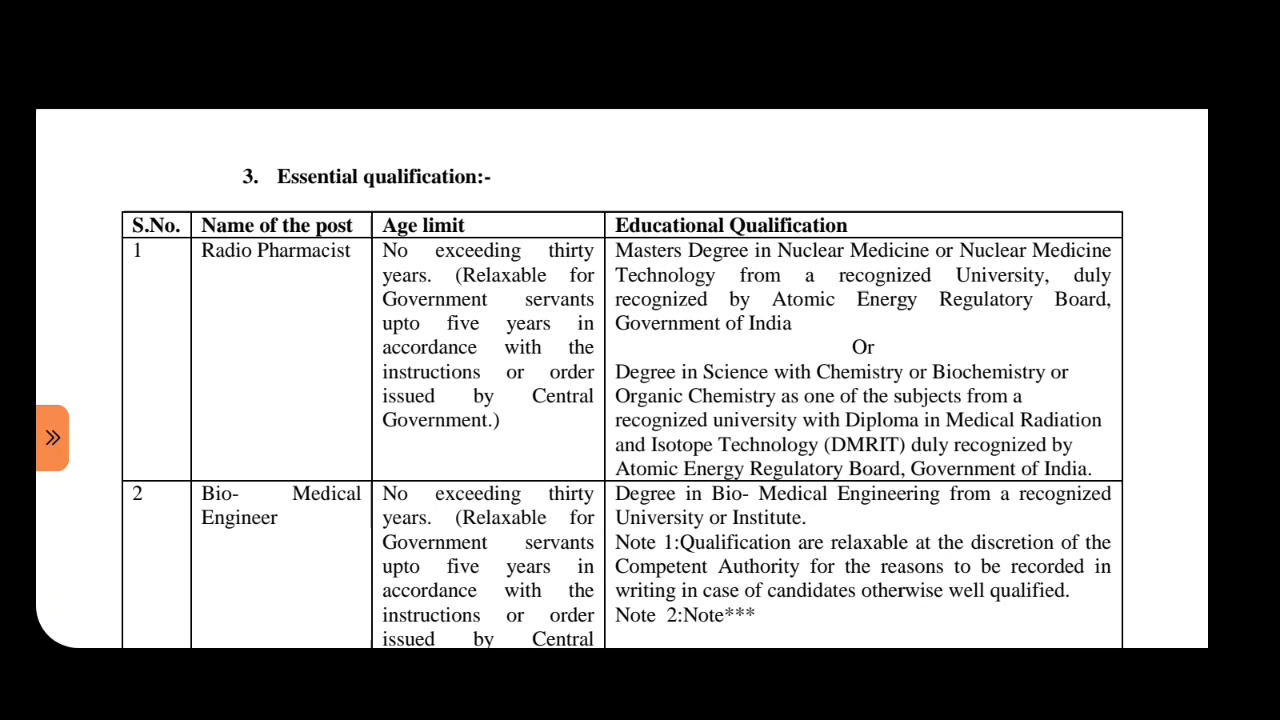 3. Essential qualification:-
S.No. Name of the post Age limit Educational Qualification
1 Radio Pharmacist No exceeding thirty years. (Relaxable for Government servants upto five years in accordance with the instructions or order issued by Central Government.)
Masters Degree in Nuclear Medicine or Nuclear Medicine
Technology from a recognized University, duly
recognized by Atomic Energy Regulatory Board,
Government of India
Or
Degree in Science with Chemistry or Biochemistry or
Organic Chemistry as one of the subjects from a
recognized university with Diploma in Medical Radiation
and Isotope Technology (DMRIT) duly recognized by
Atomic Energy Regulatory Board, Government of India.
2 Bio- Medical
Engineer
No exceeding thirty
years. (Relaxable for
Government servants
upto five years in
accordance with the
instructions or order
issued by Central
Degree in Bio- Medical Engineering from a recognized
University or Institute.
Note 1:Qualification are relaxable at the discretion of the
Competent Authority for the reasons to be recorded in
writing in case of candidates otherwise well qualified.
Note 2:Note***